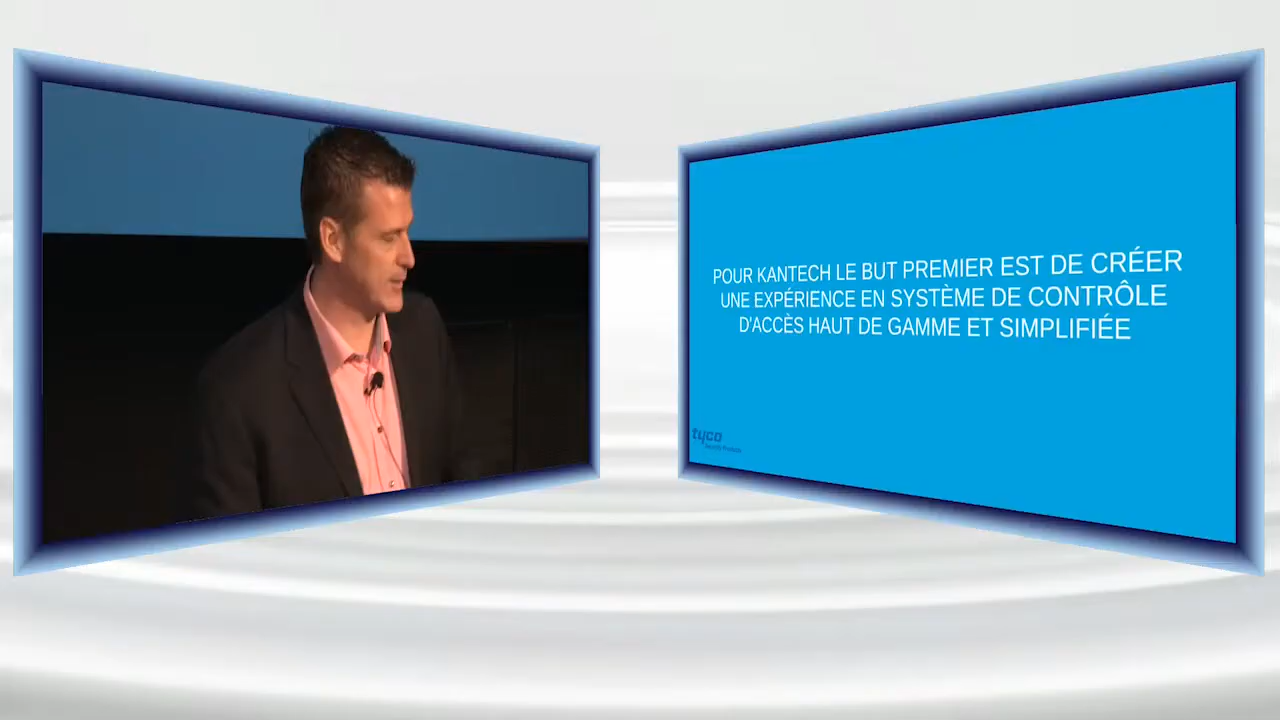 POUR KANTECH LE BUT PREMIER EST DE CRÉER
UNE EXPÉRIENCE EN SYSTÈME DE CONTRÔLE
D'ACCÈS HAUT DE GAMME ET SIMPLIFIÉE
tyco